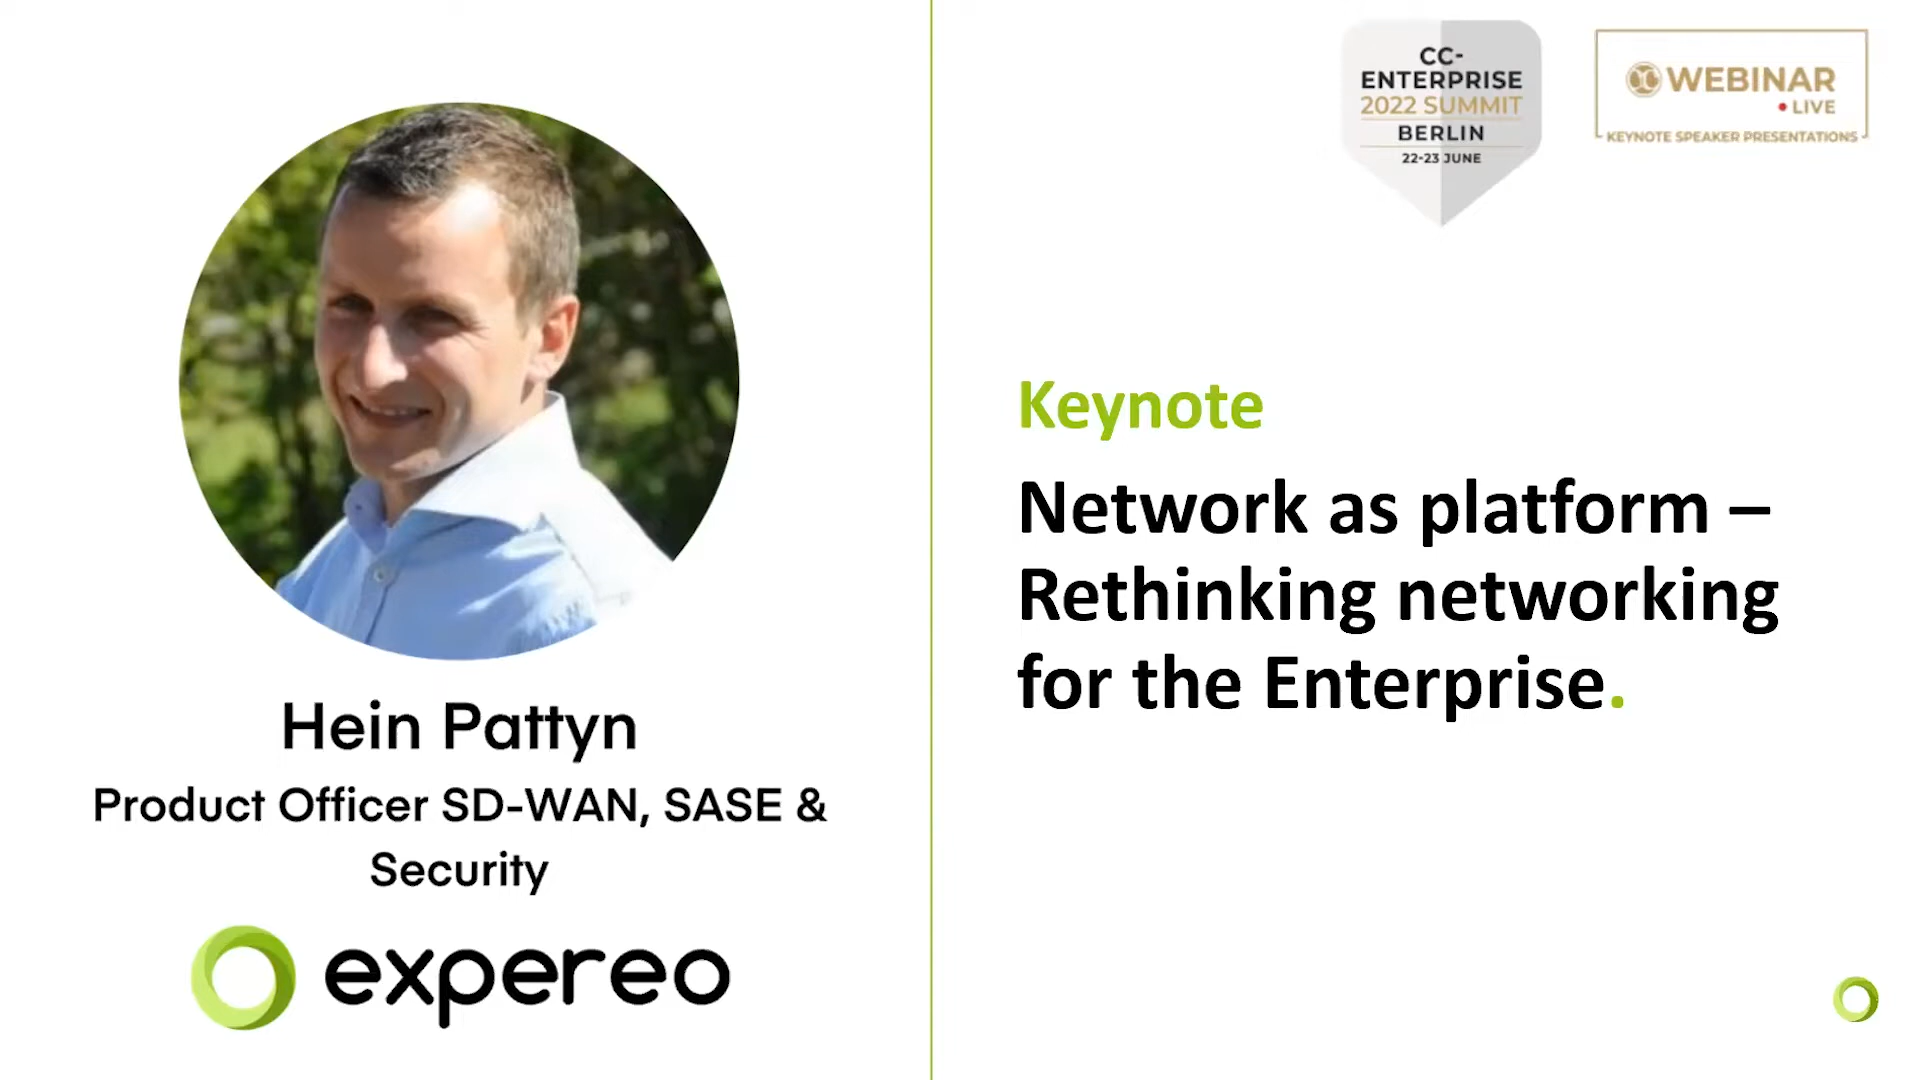 CC-
ENTERPRISE
2022 SUMMIT
BERLIN
22-23 JUNE
WEBINAR
LIVE
KEYNOTE SPEAKER PRESENTATIONS
Hein Pattyn
Product Officer SD-WAN, SASE &
Security
expereo
Keynote
Network as platform –
Rethinking networking
for the Enterprise.